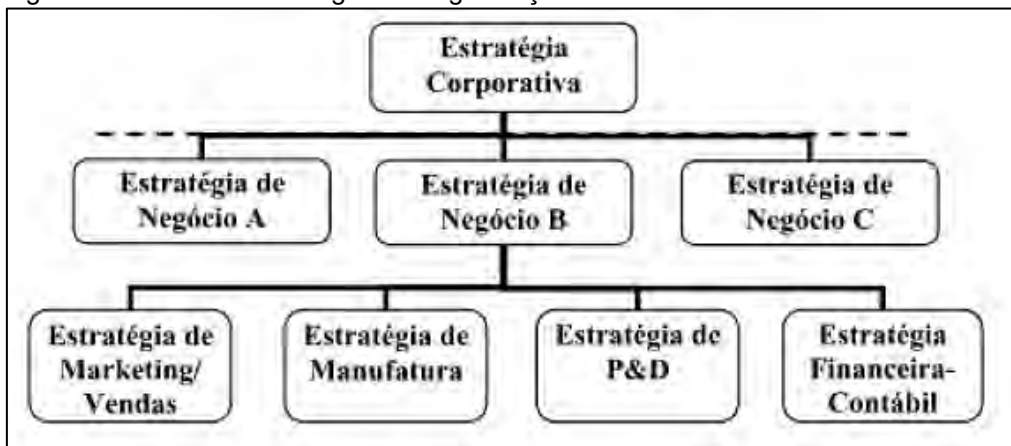 Estratégia
Corporativa
Estratégia de
Negócio A
Estratégia de
Negócio B
Estratégia de
Negócio C
Estratégia de
Marketing/
Vendas
Estratégia de
Manufatura
Estratégia de
P&D
Estratégia
Financeira-
Contábil